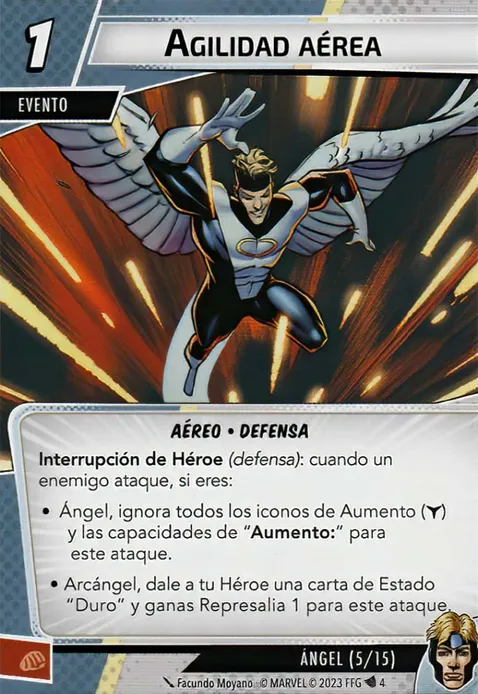 1
AGILIDAD AÉREA
EVENTO
AÉREO • DEFENSA
Interrupción de Héroe (defensa): cuando un
enemigo ataque, si eres:
• Ángel, ignora todos los iconos de Aumento ( )
y las capacidades de “Aumento:” para
este ataque.
• Arcángel, dale a tu Héroe una carta de Estado
“Duro” y ganas Represalia 1 para este ataque.
ÁNGEL (5/15)
Facundo Moyano © MARVEL © 2023 FFG 4